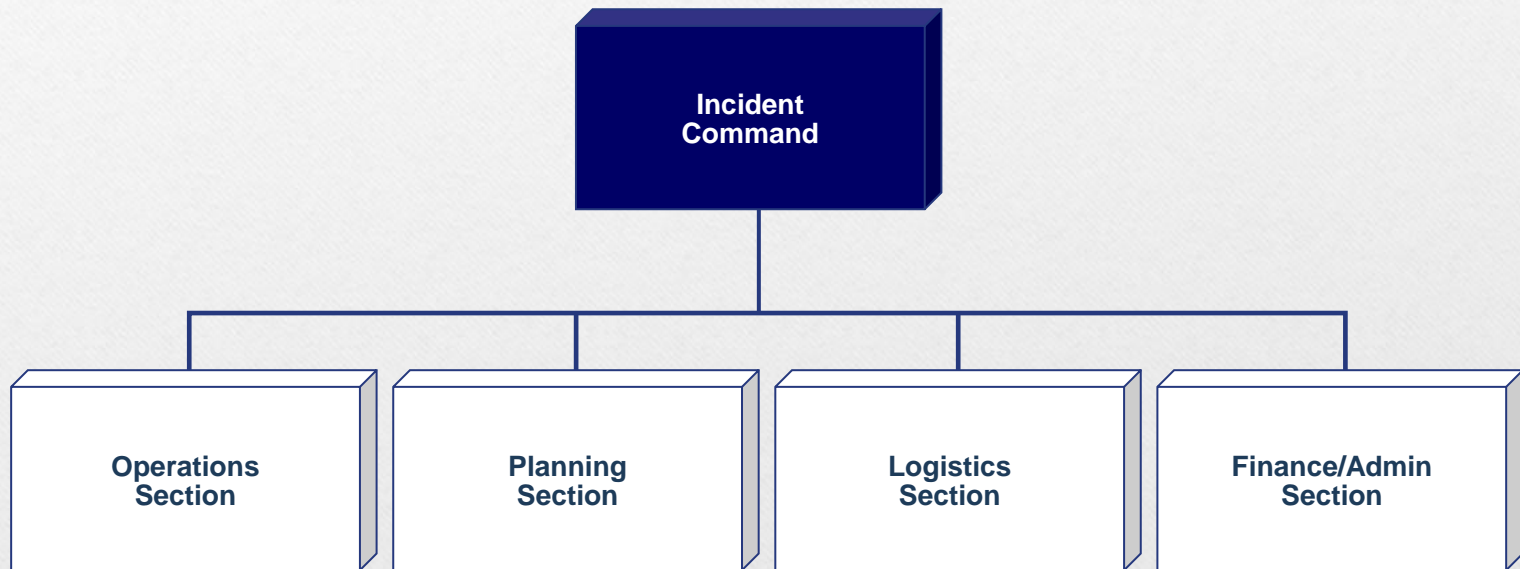 Incident
Command
Operations
Section
Planning
Section
Logistics
Section
Finance/Admin
Section